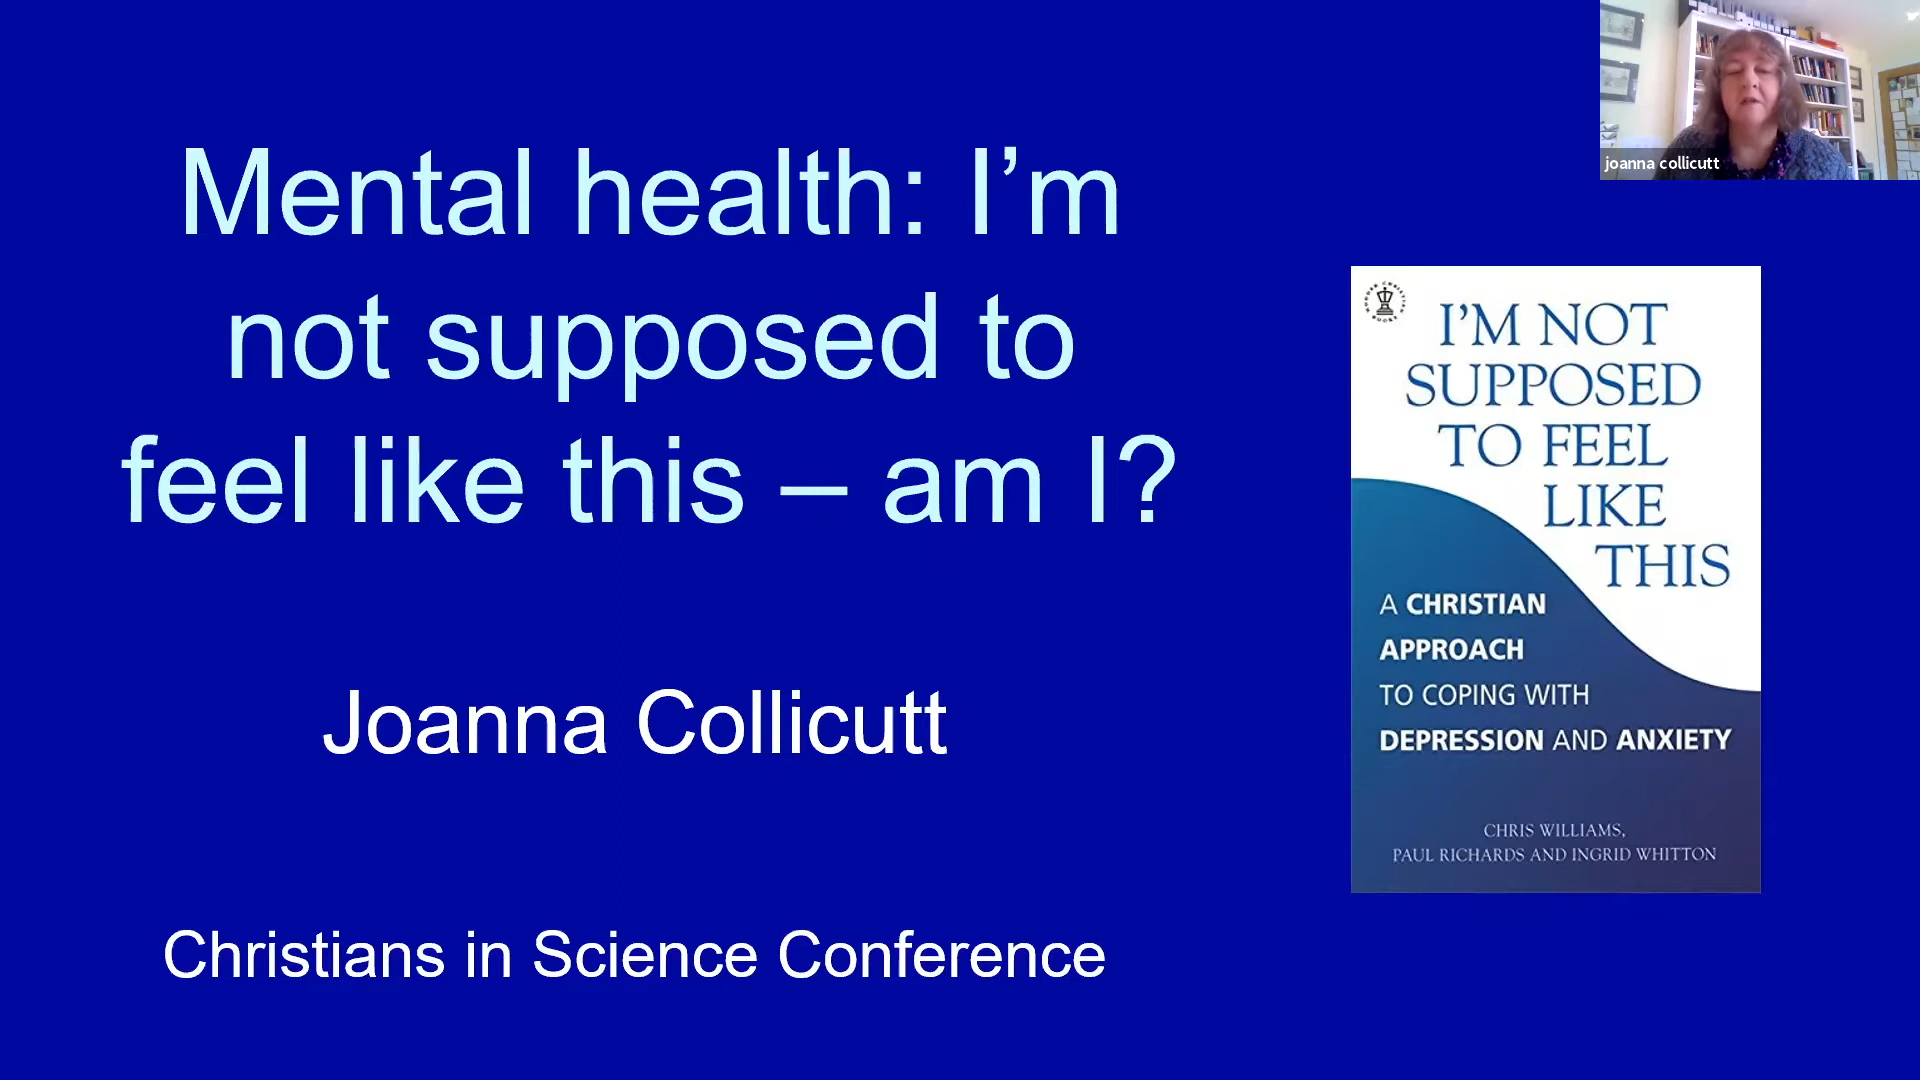 Mental health: I’m
not supposed to
feel like this – am I?
Joanna Collicutt
Christians in Science Conference
joanna collicutt
I’M NOT
SUPPOSED
TO FEEL
LIKE
THIS
A CHRISTIAN
APPROACH
TO COPING WITH
DEPRESSION AND ANXIETY
CHRIS WILLIAMS,
PAUL RICHARDS AND INGRID WHITTON